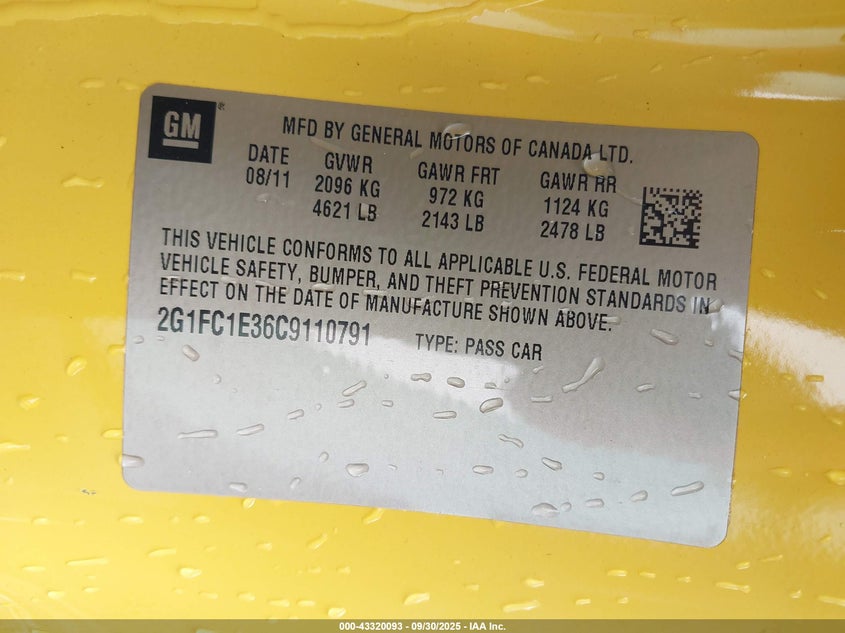 GM ®
MFD BY GENERAL MOTORS OF CANADA LTD.
DATE GVWR GAWR FRT GAWR RR
08/11 2096 KG 972 KG 1124 KG
4621 LB 2143 LB 2478 LB
THIS VEHICLE CONFORMS TO ALL APPLICABLE U.S. FEDERAL MOTOR
VEHICLE SAFETY, BUMPER, AND THEFT PREVENTION STANDARDS IN
EFFECT ON THE DATE OF MANUFACTURE SHOWN ABOVE.
2G1FC1E36C9110791 TYPE: PASS CAR
000-43320093 - 09/30/2025 - IAA Inc.